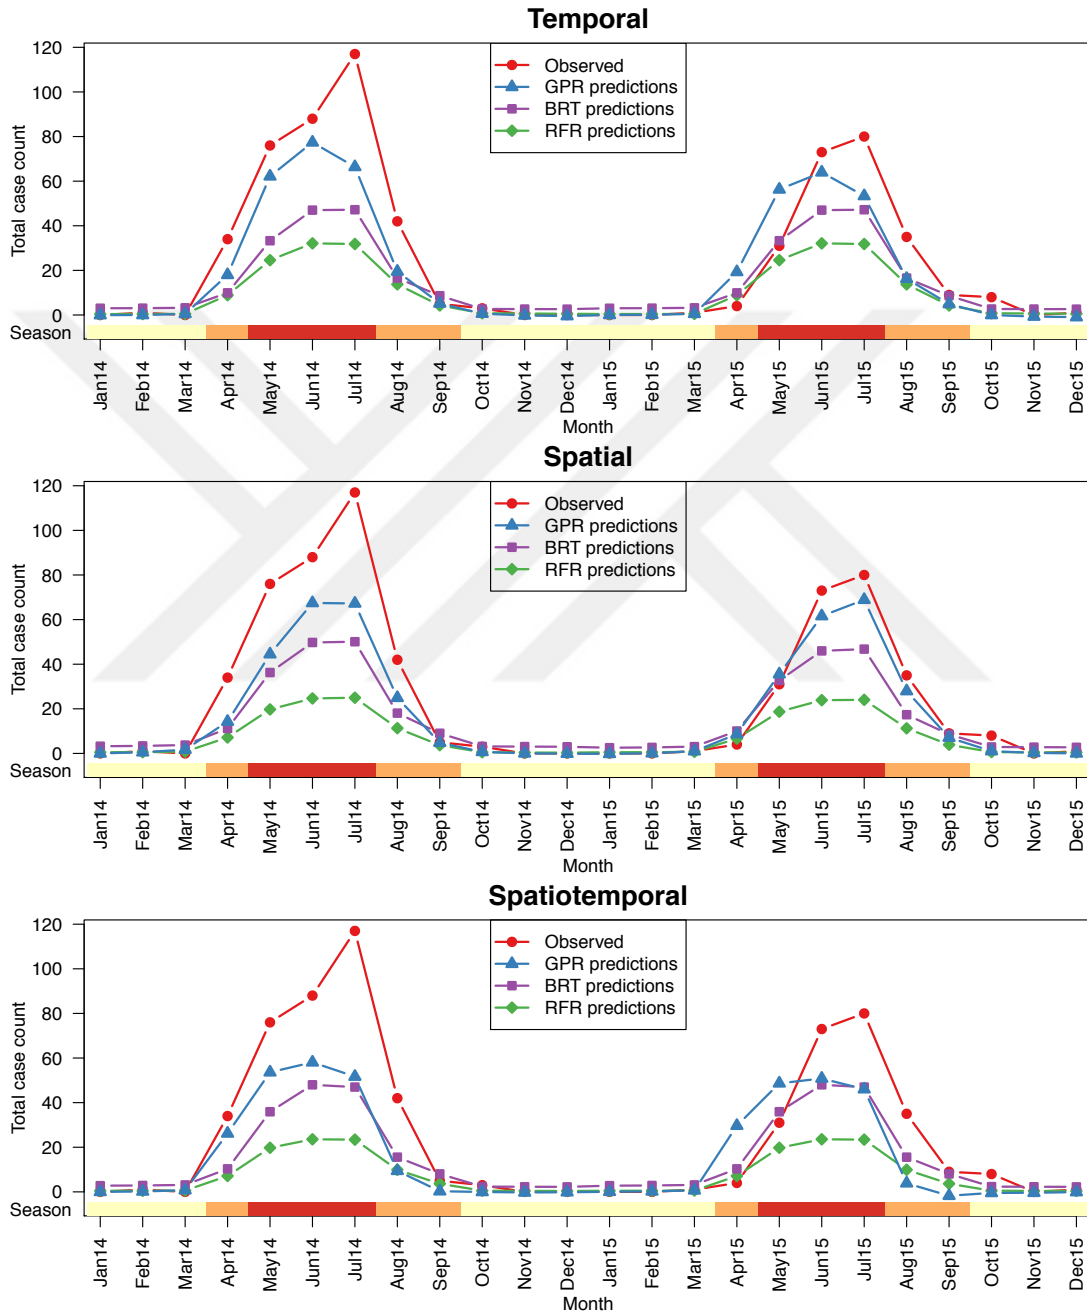 Temporal
120
100
80
60
40
20
0
Total case count
Observed
GPR predictions
BRT predictions
RFR predictions
Season
Jan14 Feb14 Mar14 Apr14 May14 Jun14 Jul14 Aug14 Sep14 Oct14 Nov14 Dec14 Jan15 Feb15 Mar15 Apr15 May15 Jun15 Jul15 Aug15 Sep15 Oct15 Nov15 Dec15
Month
Spatial
120
100
80
60
40
20
0
Total case count
Observed
GPR predictions
BRT predictions
RFR predictions
Season
Jan14 Feb14 Mar14 Apr14 May14 Jun14 Jul14 Aug14 Sep14 Oct14 Nov14 Dec14 Jan15 Feb15 Mar15 Apr15 May15 Jun15 Jul15 Aug15 Sep15 Oct15 Nov15 Dec15
Month
Spatiotemporal
120
100
80
60
40
20
0
Total case count
Observed
GPR predictions
BRT predictions
RFR predictions
Season
Jan14 Feb14 Mar14 Apr14 May14 Jun14 Jul14 Aug14 Sep14 Oct14 Nov14 Dec14 Jan15 Feb15 Mar15 Apr15 May15 Jun15 Jul15 Aug15 Sep15 Oct15 Nov15 Dec15
Month